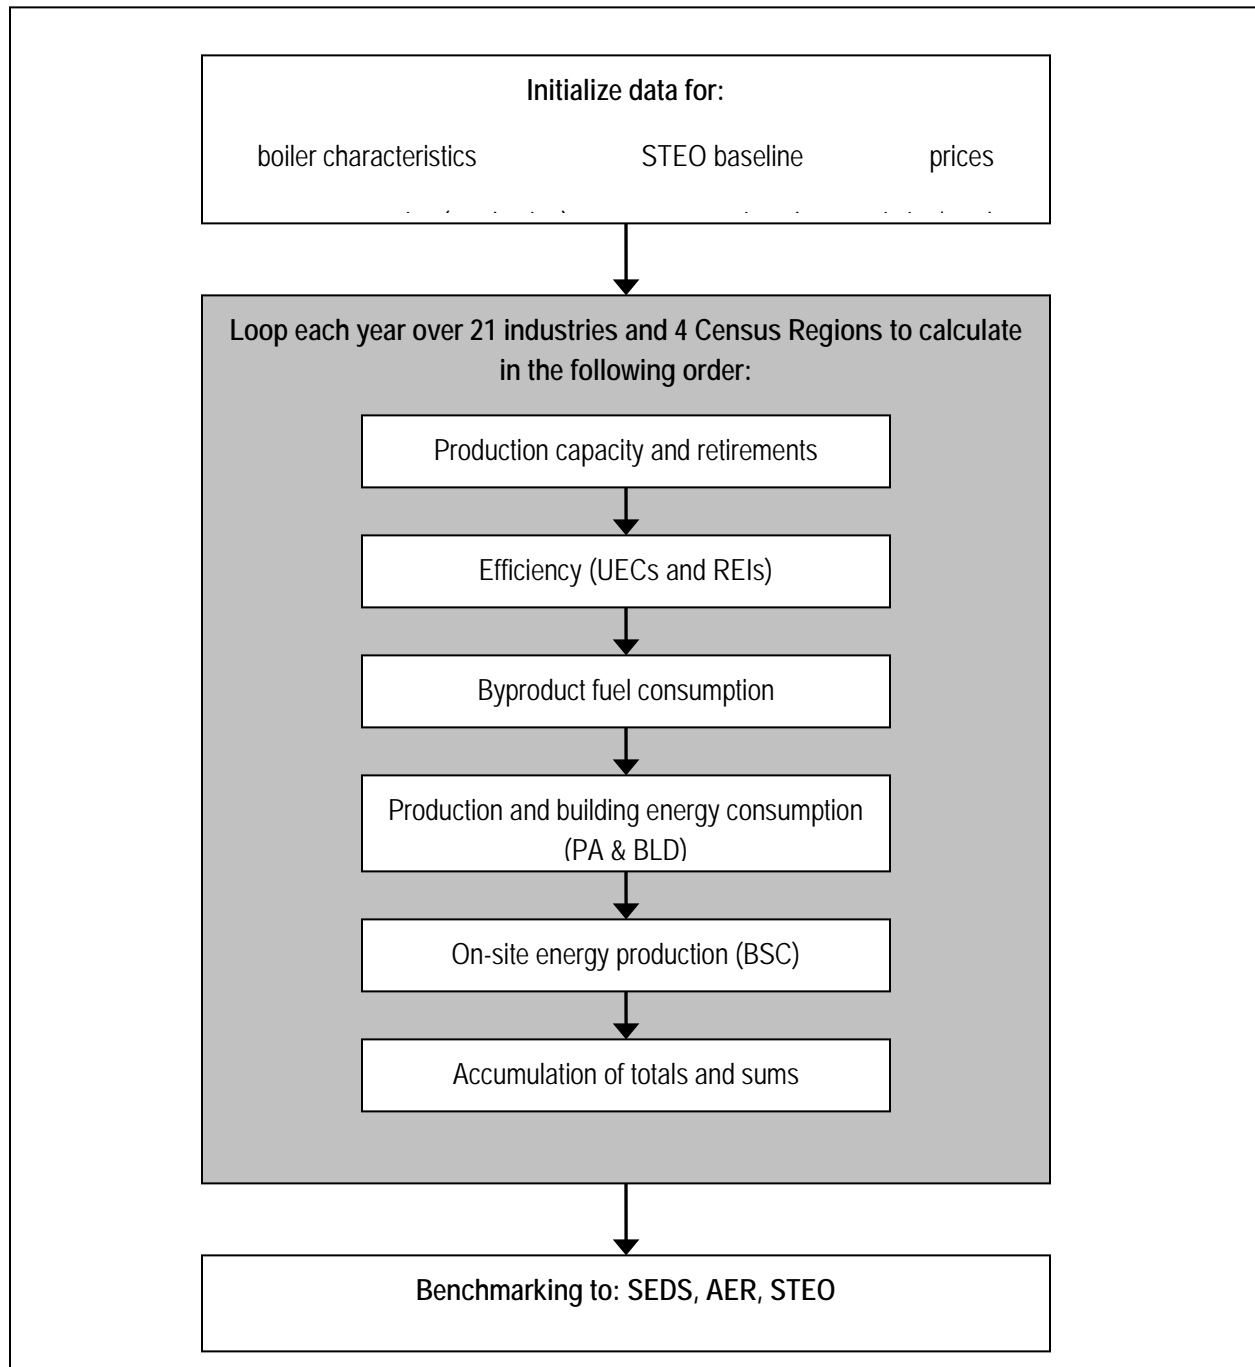 Initialize data for:
boiler characteristics STEO baseline prices
Loop each year over 21 industries and 4 Census Regions to calculate
in the following order:
Production capacity and retirements
Efficiency (UECs and REIs)
Byproduct fuel consumption
Production and building energy consumption
(PA & BLD)
On-site energy production (BSC)
Accumulation of totals and sums
Benchmarking to: SEDS, AER, STEO